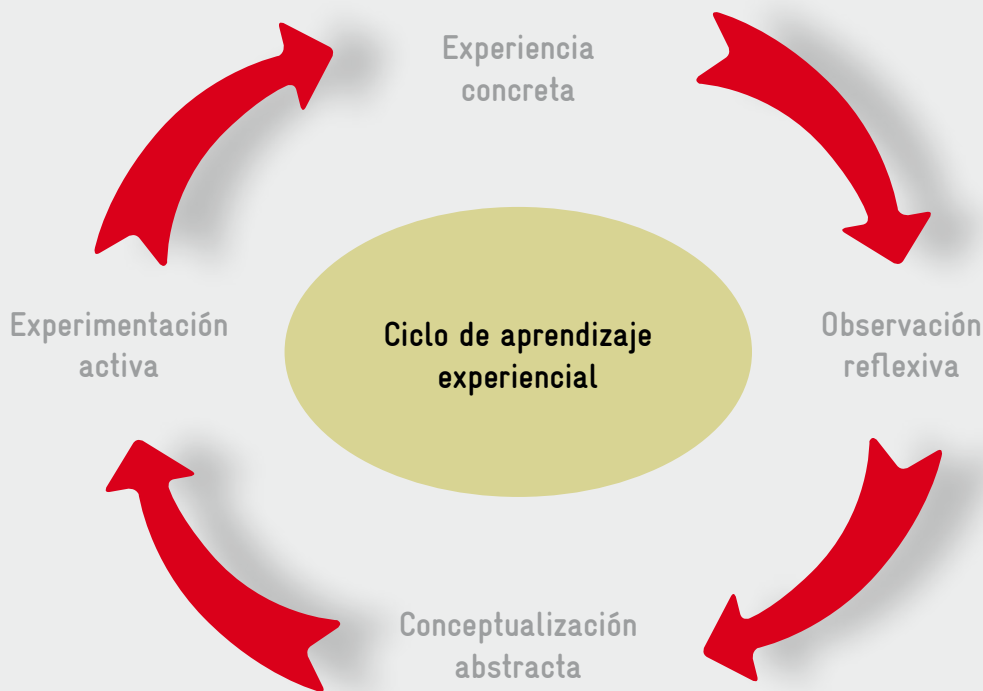 Experiencia
concreta
Experimentación
activa
Ciclo de aprendizaje
experiencial
Observación
reflexiva
Conceptualización
abstracta